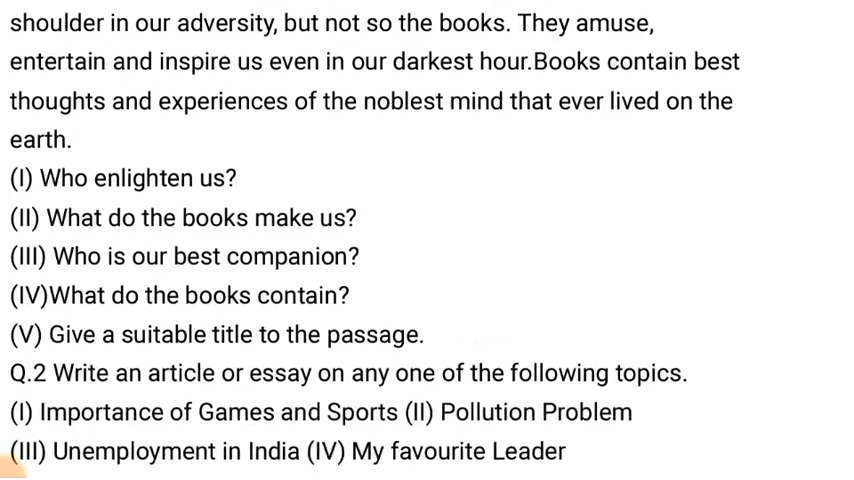 shoulder in our adversity, but not so the books. They amuse,
entertain and inspire us even in our darkest hour.Books contain best
thoughts and experiences of the noblest mind that ever lived on the
earth.
(I) Who enlighten us?
(II) What do the books make us?
(III) Who is our best companion?
(IV)What do the books contain?
(V) Give a suitable title to the passage.
Q.2 Write an article or essay on any one of the following topics.
(I) Importance of Games and Sports (II) Pollution Problem
(III) Unemployment in India (IV) My favourite Leader